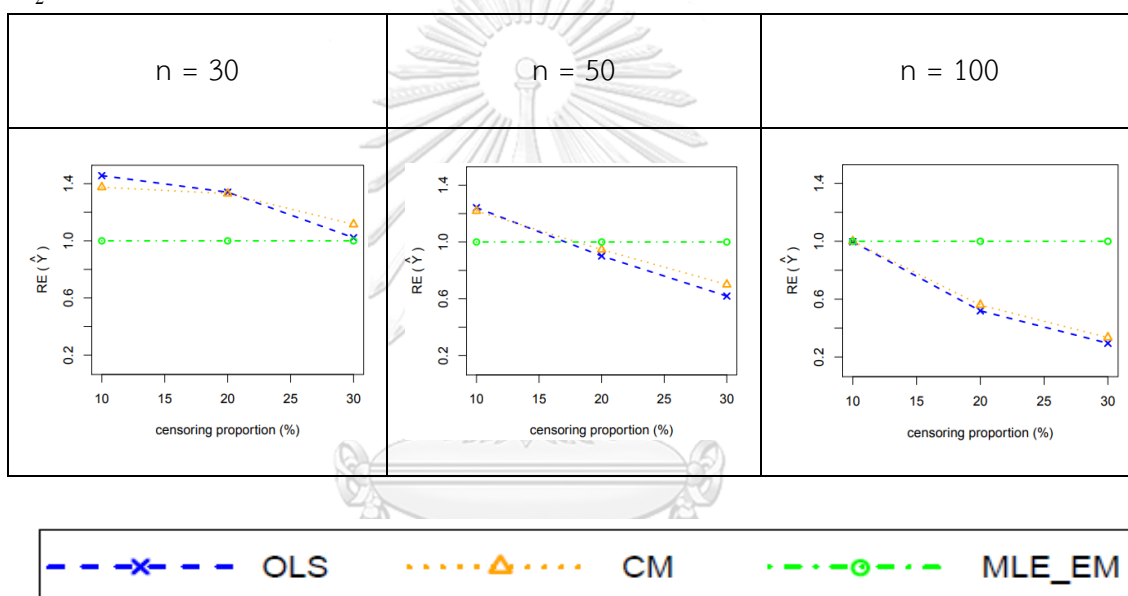 2
n = 30
n = 50
n = 100
RE ( Ŷ )
1.4
1.0
0.6
0.2
10 15 20 25 30
censoring proportion (%)
RE ( Ŷ )
1.4
1.0
0.6
0.2
10 15 20 25 30
censoring proportion (%)
RE ( Ŷ )
1.4
1.0
0.6
0.2
10 15 20 25 30
censoring proportion (%)
OLS CM MLE_EM